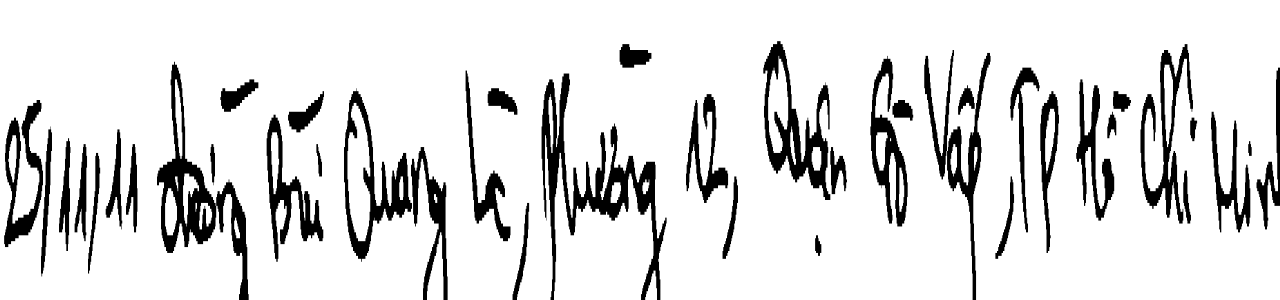 25/11/11 đường Bùi Quang Là, Phường 12, Quận Gò Vấp, TP Hồ Chí Minh